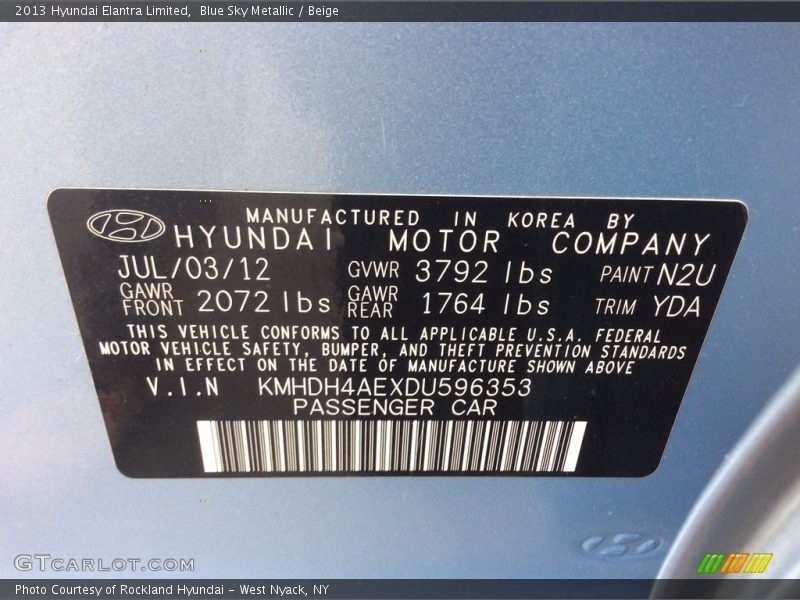 2013 Hyundai Elantra Limited, Blue Sky Metallic / Beige
MANUFACTURED IN KOREA BY
HYUNDAI MOTOR COMPANY
JUL/03/12 GVWR 3792 lbs PAINT N2U
GAWR FRONT 2072 lbs GAWR REAR 1764 lbs TRIM YDA
THIS VEHICLE CONFORMS TO ALL APPLICABLE U.S.A. FEDERAL
MOTOR VEHICLE SAFETY, BUMPER, AND THEFT PREVENTION STANDARDS
IN EFFECT ON THE DATE OF MANUFACTURE SHOWN ABOVE
V.I.N KMHDH4AEXDU596353
PASSENGER CAR
GTCARLOT.COM
Photo Courtesy of Rockland Hyundai - West Nyack, NY